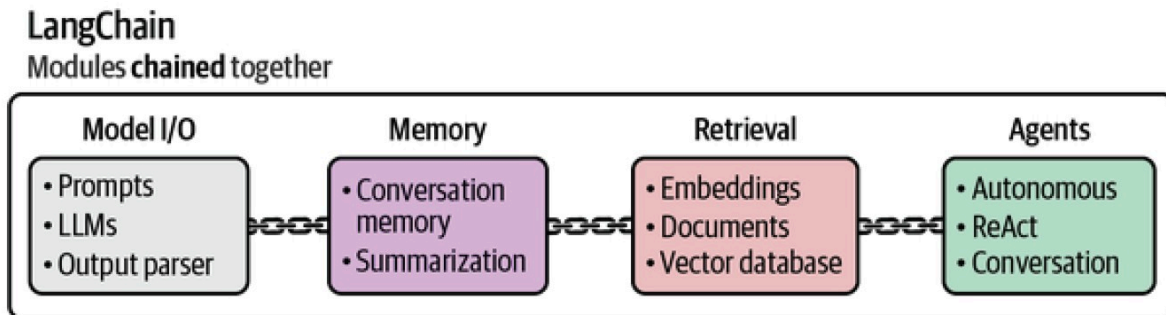 LangChain
Modules chained together
Model I/O
• Prompts
• LLMs
• Output parser
Memory
• Conversation
memory
• Summarization
Retrieval
• Embeddings
• Documents
• Vector database
Agents
• Autonomous
• ReAct
• Conversation